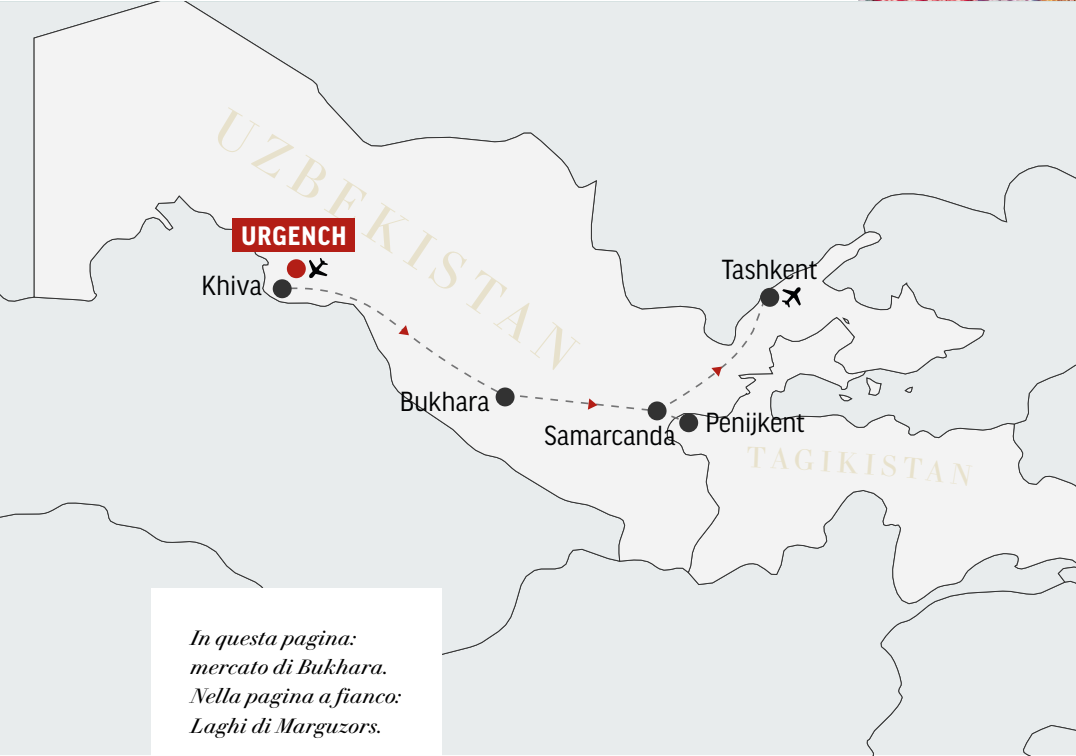 UZBEKISTAN
URGENCH
Khiva
Tashkent
Bukhara
Samarcanda
Penijkent
TAGIKISTAN
In questa pagina:
mercato di Bukhara.
Nella pagina a fianco:
Laghi di Marguzors.